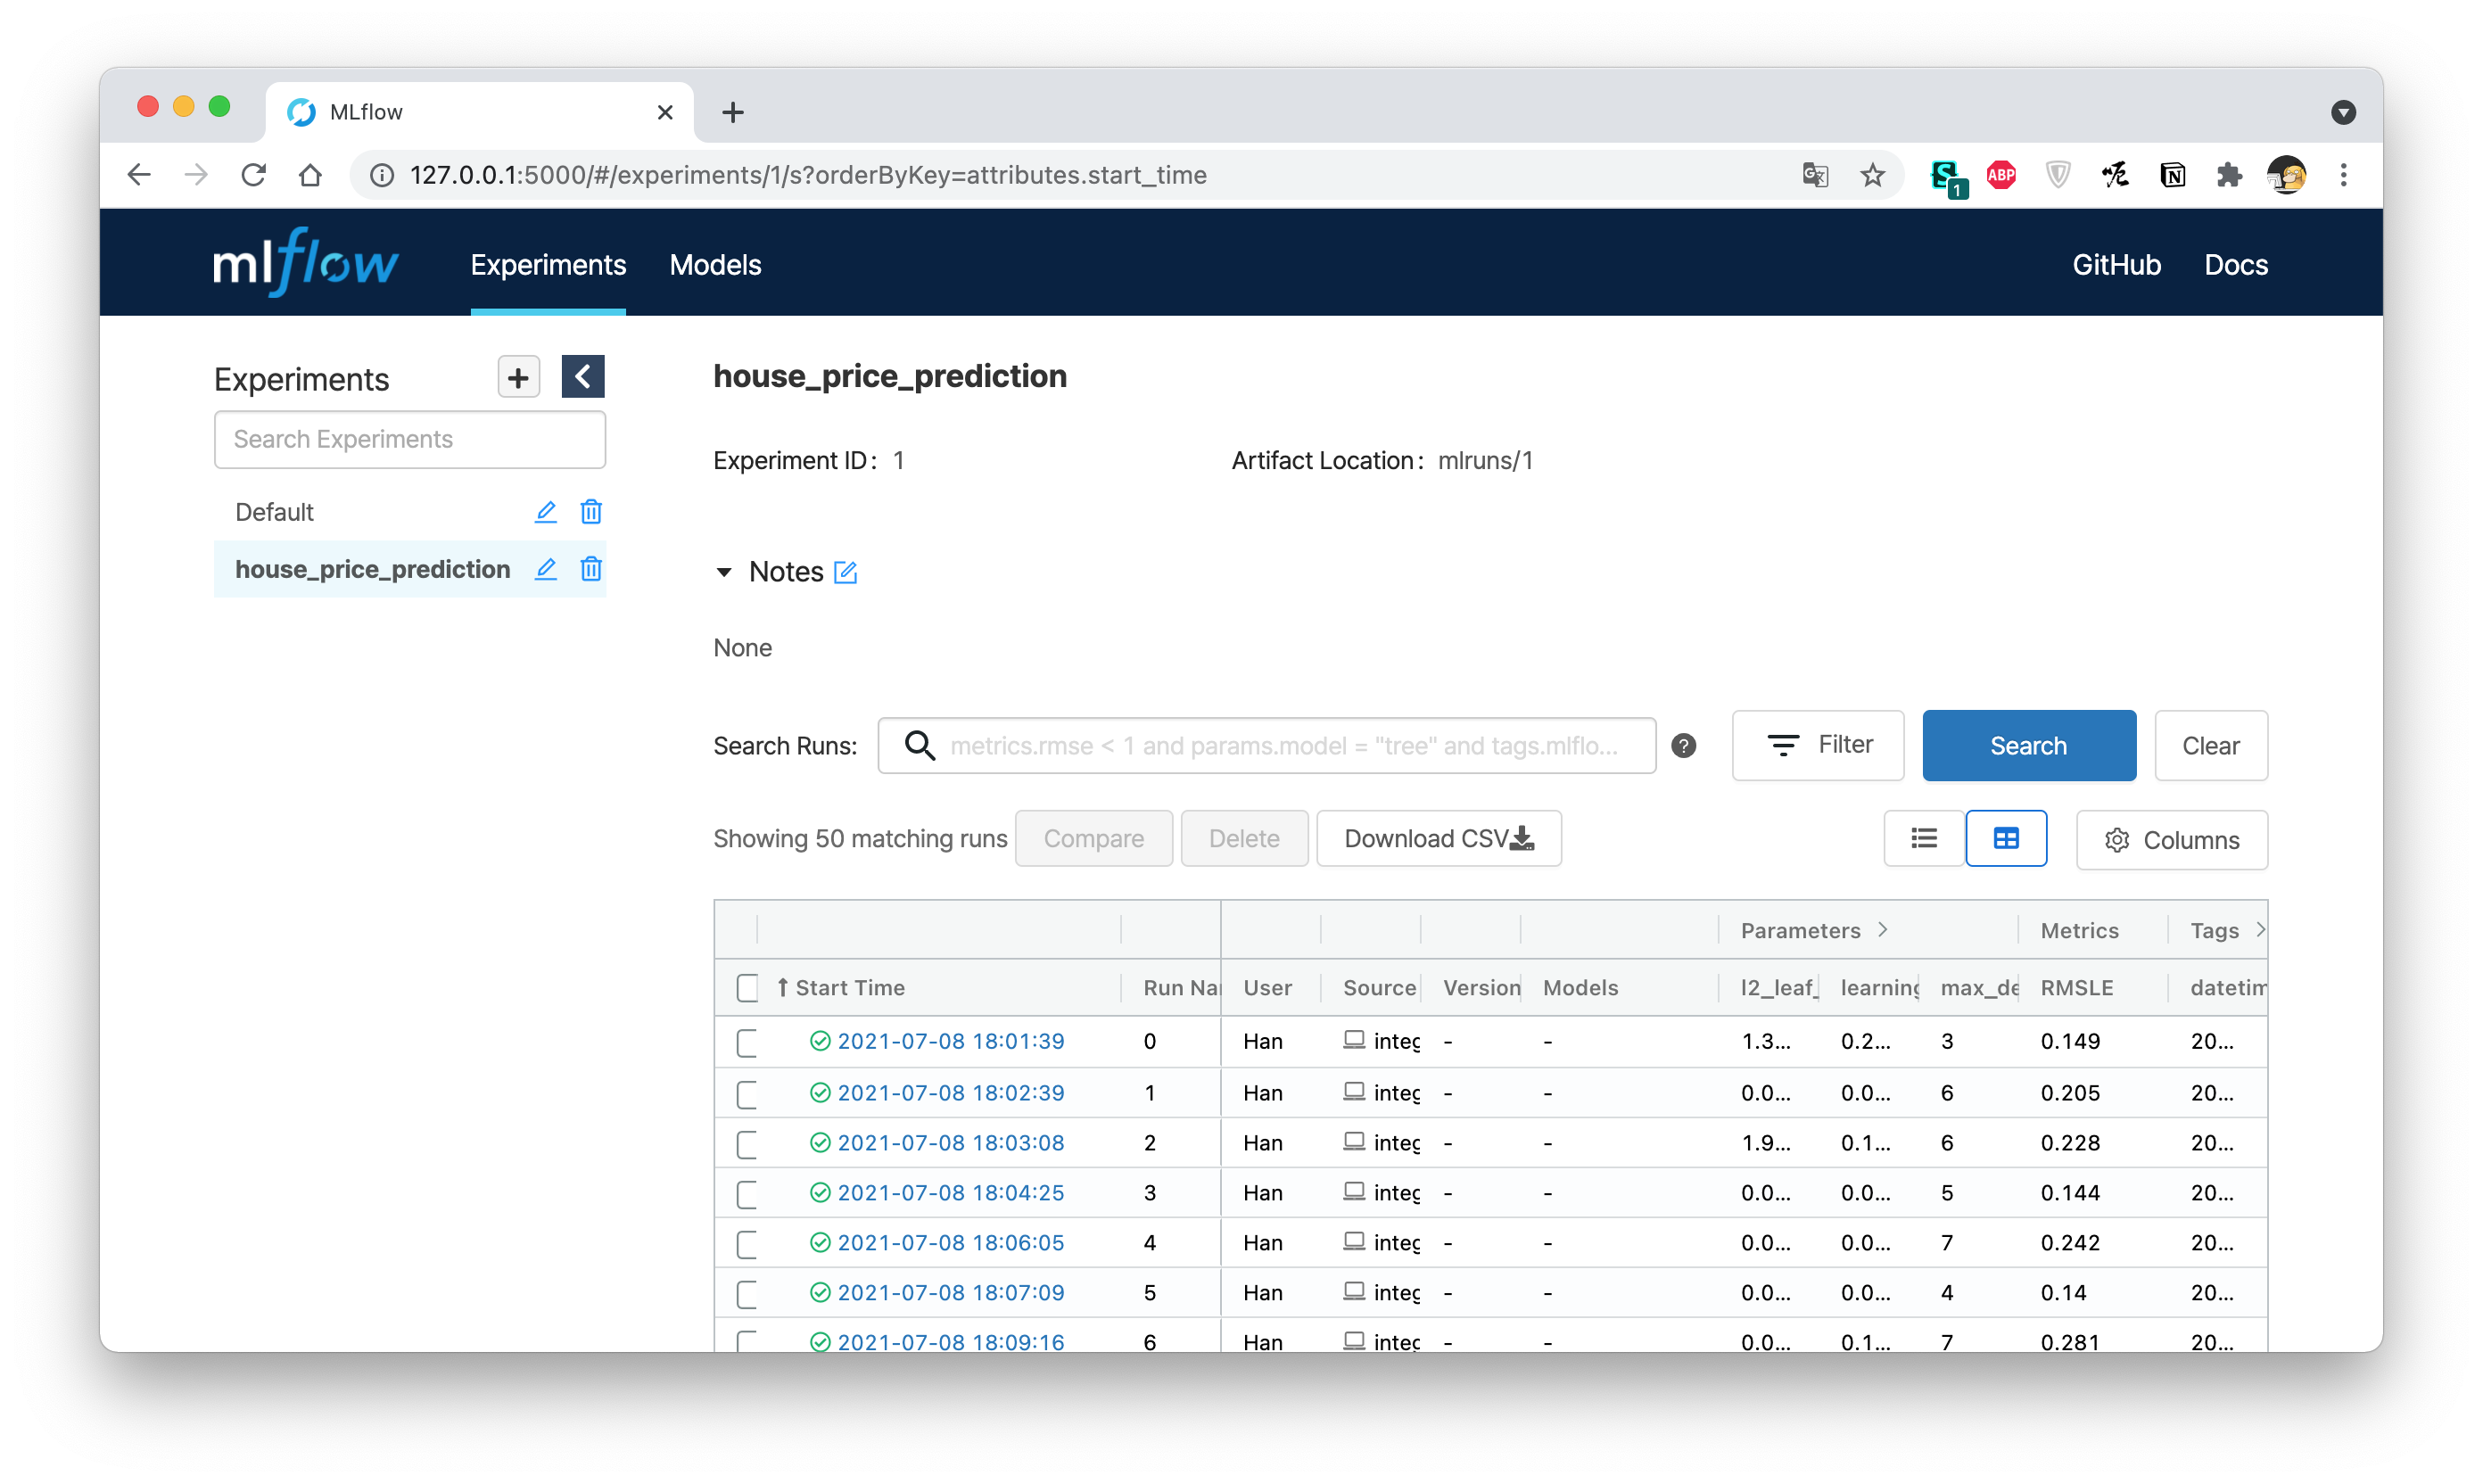 MLflow
127.0.0.1:5000/#/experiments/1/s?orderByKey=attributes.start_time
1
ABP
mlflow Experiments Models GitHub Docs
Experiments
Search Experiments
Default
house_price_prediction
house_price_prediction
Experiment ID: 1 Artifact Location: mlruns/1
Notes
None
Search Runs: metrics.rmse < 1 and params.model = "tree" and tags.mlflo... ? Filter Search Clear
Showing 50 matching runs Compare Delete Download CSV Columns
Parameters > Metrics Tags >
↑ Start Time Run Na User Source Version Models l2_leaf_ learning max_de RMSLE datetim
2021-07-08 18:01:39 0 Han integ - - 1.3... 0.2... 3 0.149 20...
2021-07-08 18:02:39 1 Han integ - - 0.0... 0.0... 6 0.205 20...
2021-07-08 18:03:08 2 Han integ - - 1.9... 0.1... 6 0.228 20...
2021-07-08 18:04:25 3 Han integ - - 0.0... 0.0... 5 0.144 20...
2021-07-08 18:06:05 4 Han integ - - 0.0... 0.0... 7 0.242 20...
2021-07-08 18:07:09 5 Han integ - - 0.0... 0.0... 4 0.14 20...
2021-07-08 18:09:16 6 Han integ - - 0.0... 0.1... 7 0.281 20...